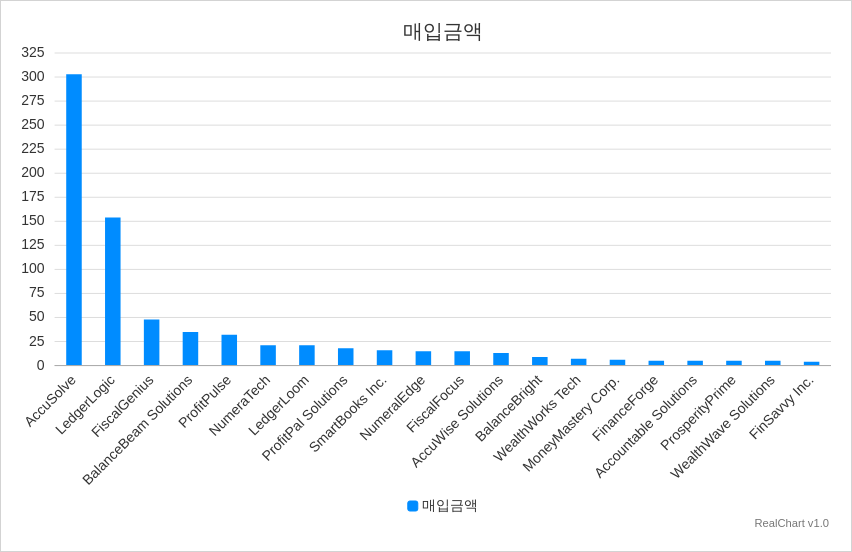 매입금액
325
300
275
250
225
200
175
150
125
100
75
50
25
0
AccuSolve
LedgerLogic
FiscalGenius
BalanceBeam Solutions
ProfitPulse
NumeraTech
LedgerLoom
ProfitPal Solutions
SmartBooks Inc.
NumeralEdge
FiscalFocus
AccuWise Solutions
BalanceBright
WealthWorks Tech
MoneyMastery Corp.
FinanceForge
Accountable Solutions
ProsperityPrime
WealthWave Solutions
FinSavvy Inc.
매입금액
RealChart v1.0